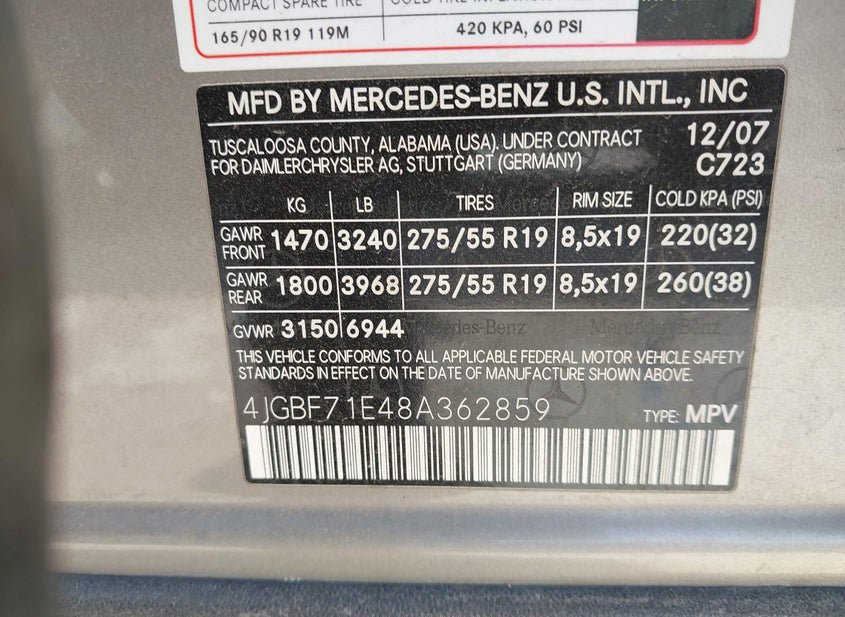 COMPACT SPARE TIRE
165/90 R19 119M 420 KPA, 60 PSI
MFD BY MERCEDES-BENZ U.S. INTL., INC
TUSCALOOSA COUNTY, ALABAMA (USA). UNDER CONTRACT 12/07
FOR DAIMLERCHRYSLER AG, STUTTGART (GERMANY) C723
KG LB TIRES RIM SIZE COLD KPA (PSI)
GAWR FRONT 1470 3240 275/55 R19 8,5x19 220(32)
GAWR REAR 1800 3968 275/55 R19 8,5x19 260(38)
GVWR 3150 6944
THIS VEHICLE CONFORMS TO ALL APPLICABLE FEDERAL MOTOR VEHICLE SAFETY
STANDARDS IN EFFECT ON THE DATE OF MANUFACTURE SHOWN ABOVE.
4JGBF71E48A362859 TYPE: MPV